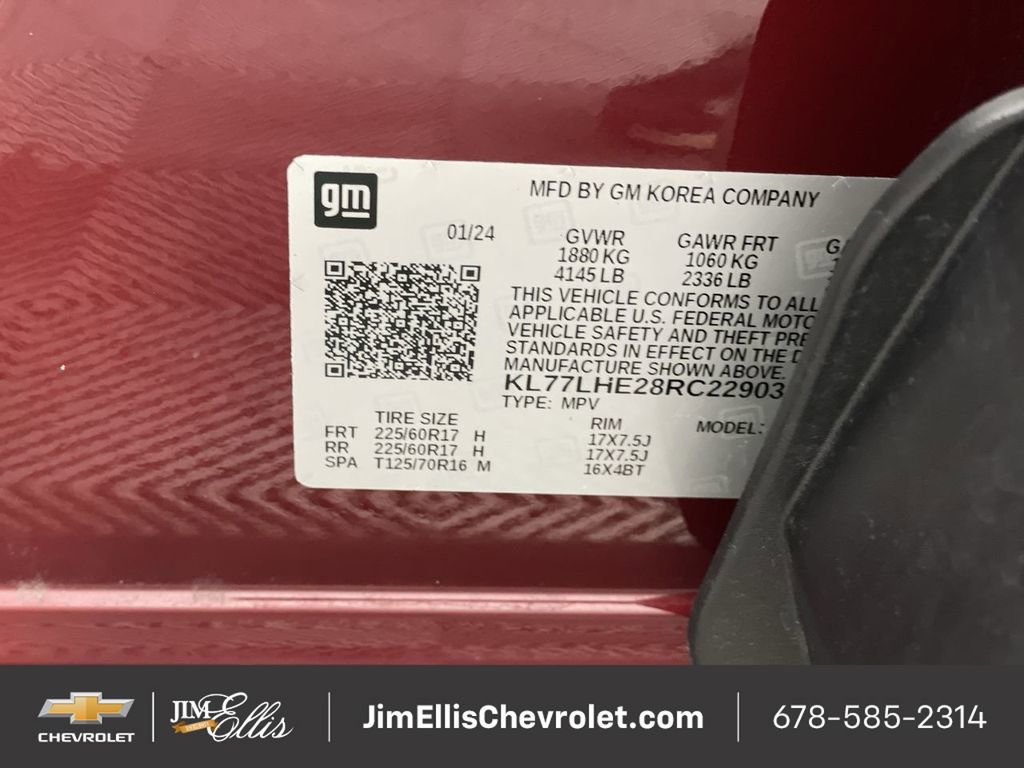 gm
MFD BY GM KOREA COMPANY
01/24
GVWR GAWR FRT
1880 KG 1060 KG
4145 LB 2336 LB
THIS VEHICLE CONFORMS TO ALL
APPLICABLE U.S. FEDERAL
VEHICLE SAFETY AND THEFT
STANDARDS IN EFFECT ON THE
MANUFACTURE SHOWN ABOVE.
KL77LHE28RC22903
TYPE: MPV
TIRE SIZE RIM MODEL:
FRT 225/60R17 H 17X7.5J
RR 225/60R17 H 17X7.5J
SPA T125/70R16 M 16X4BT
CHEVROLET
JIM Ellis
JimEllisChevrolet.com
678-585-2314